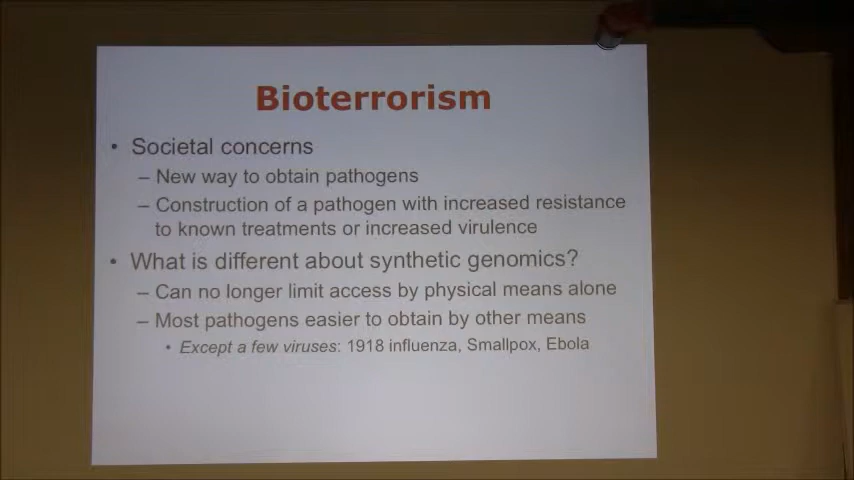 Bioterrorism
• Societal concerns
– New way to obtain pathogens
– Construction of a pathogen with increased resistance
to known treatments or increased virulence
• What is different about synthetic genomics?
– Can no longer limit access by physical means alone
– Most pathogens easier to obtain by other means
• Except a few viruses: 1918 influenza, Smallpox, Ebola